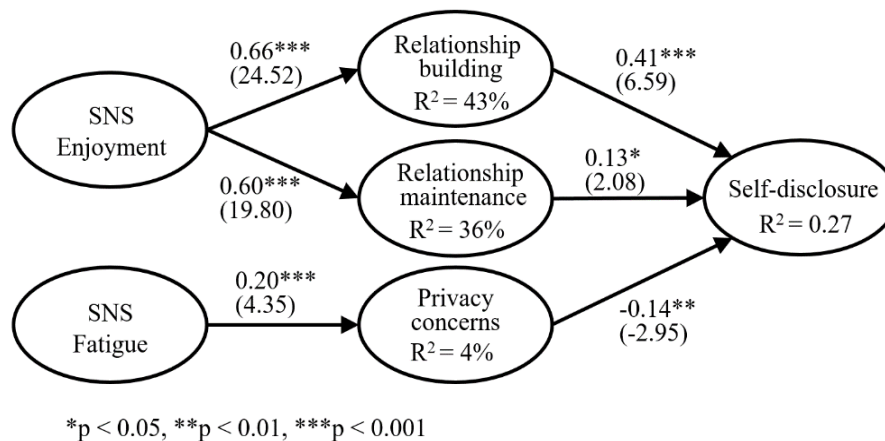 SNS
Enjoyment
0.66***
(24.52)
0.60***
(19.80)
Relationship
building
R² = 43%
Relationship
maintenance
R² = 36%
0.41***
(6.59)
0.13*
(2.08)
Self-disclosure
R² = 0.27
SNS
Fatigue
0.20***
(4.35)
Privacy
concerns
R² = 4%
-0.14**
(-2.95)
*p < 0.05, **p < 0.01, ***p < 0.001